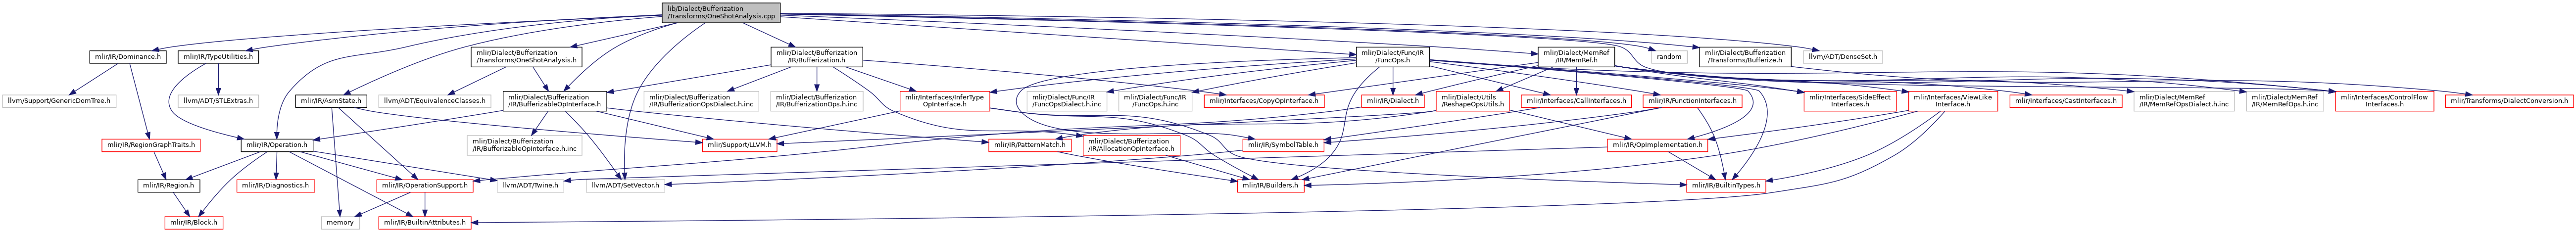 lib/Dialect/Bufferization
/Transforms/OneShotAnalysis.cpp
mlir/IR/Dominance.h
mlir/IR/TypeUtilities.h
mlir/Dialect/Bufferization
/Transforms/OneShotAnalysis.h
mlir/Dialect/Bufferization
/IR/Bufferization.h
mlir/Dialect/Func/IR
/FuncOps.h
mlir/Dialect/MemRef
/IR/MemRef.h
random
mlir/Dialect/Bufferization
/Transforms/Bufferize.h
llvm/ADT/DenseSet.h
llvm/Support/GenericDomTree.h
llvm/ADT/STLExtras.h
mlir/IR/AsmState.h
llvm/ADT/EquivalenceClasses.h
mlir/Dialect/Bufferization
/IR/BufferizableOpInterface.h
mlir/Dialect/Bufferization
/IR/BufferizationOpsDialect.h.inc
mlir/Dialect/Bufferization
/IR/BufferizationOps.h.inc
mlir/Interfaces/InferType
OpInterface.h
mlir/Dialect/Func/IR
/FuncOpsDialect.h.inc
mlir/Dialect/Func/IR
/FuncOps.h.inc
mlir/Interfaces/CopyOpInterface.h
mlir/IR/Dialect.h
mlir/Dialect/Utils
/ReshapeOpsUtils.h
mlir/Interfaces/CallInterfaces.h
mlir/IR/FunctionInterfaces.h
mlir/Interfaces/SideEffect
Interfaces.h
mlir/Interfaces/ViewLike
Interface.h
mlir/Interfaces/CastInterfaces.h
mlir/Dialect/MemRef
/IR/MemRefOpsDialect.h.inc
mlir/Dialect/MemRef
/IR/MemRefOps.h.inc
mlir/Interfaces/ControlFlow
Interfaces.h
mlir/Transforms/DialectConversion.h
mlir/IR/RegionGraphTraits.h
mlir/IR/Operation.h
mlir/Dialect/Bufferization
/IR/BufferizableOpInterface.h.inc
mlir/Support/LLVM.h
mlir/IR/PatternMatch.h
mlir/Dialect/Bufferization
/IR/AllocationOpInterface.h
mlir/IR/SymbolTable.h
mlir/IR/OpImplementation.h
mlir/IR/Region.h
mlir/IR/Diagnostics.h
mlir/IR/OperationSupport.h
llvm/ADT/Twine.h
llvm/ADT/SetVector.h
mlir/IR/Builders.h
mlir/IR/BuiltinTypes.h
mlir/IR/Block.h
memory
mlir/IR/BuiltinAttributes.h